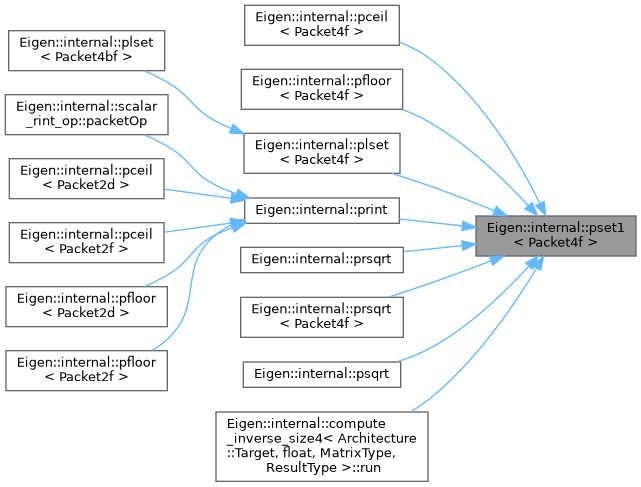 Eigen::internal::plset
< Packet4bf >
Eigen::internal::scalar
_rint_op::packetOp
Eigen::internal::pceil
< Packet2d >
Eigen::internal::pceil
< Packet2f >
Eigen::internal::pfloor
< Packet2d >
Eigen::internal::pfloor
< Packet2f >
Eigen::internal::pceil
< Packet4f >
Eigen::internal::pfloor
< Packet4f >
Eigen::internal::plset
< Packet4f >
Eigen::internal::print
Eigen::internal::prsqrt
Eigen::internal::prsqrt
< Packet4f >
Eigen::internal::psqrt
Eigen::internal::compute
_inverse_size4< Architecture
::Target, float, MatrixType,
ResultType >::run
Eigen::internal::pset1
< Packet4f >